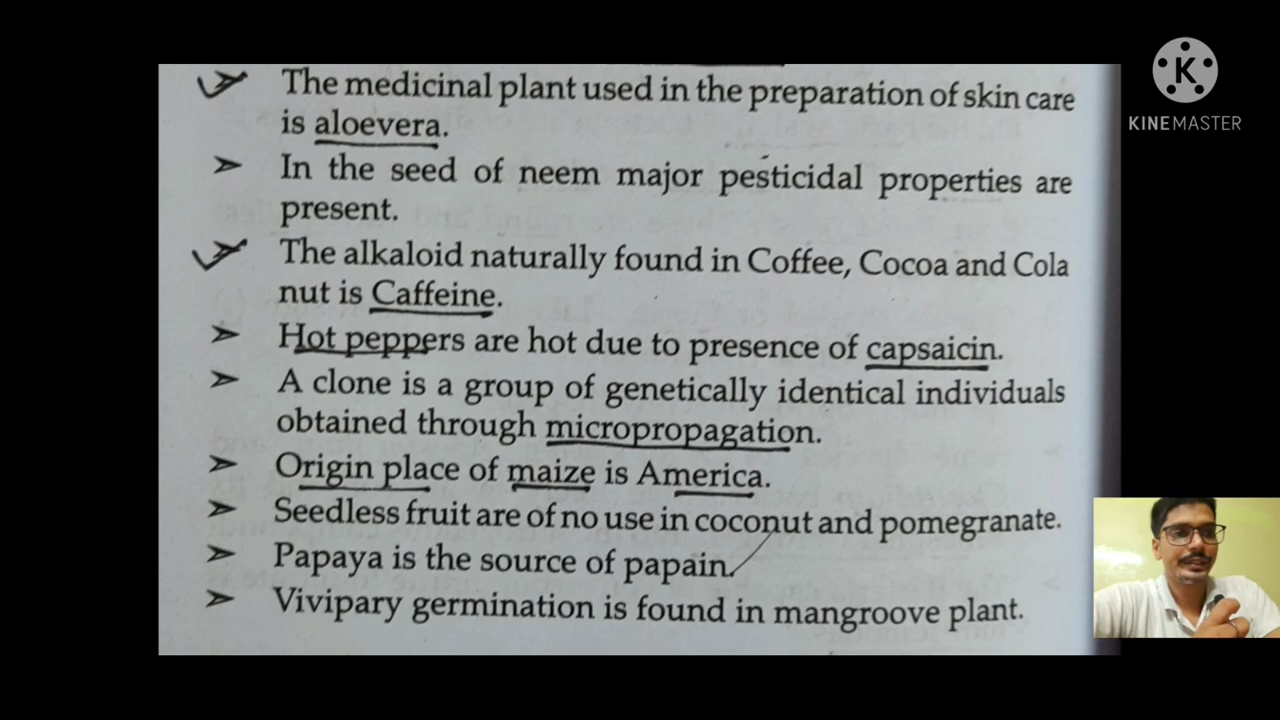 The medicinal plant used in the preparation of skin care
is aloevera.
In the seed of neem major pesticidal properties are
present.
The alkaloid naturally found in Coffee, Cocoa and Cola
nut is Caffeine.
Hot peppers are hot due to presence of capsaicin.
A clone is a group of genetically identical individuals
obtained through micropropagation.
Origin place of maize is America.
Seedless fruit are of no use in coconut and pomegranate.
Papaya is the source of papain.
Vivipary germination is found in mangroove plant.
K
KINEMASTER